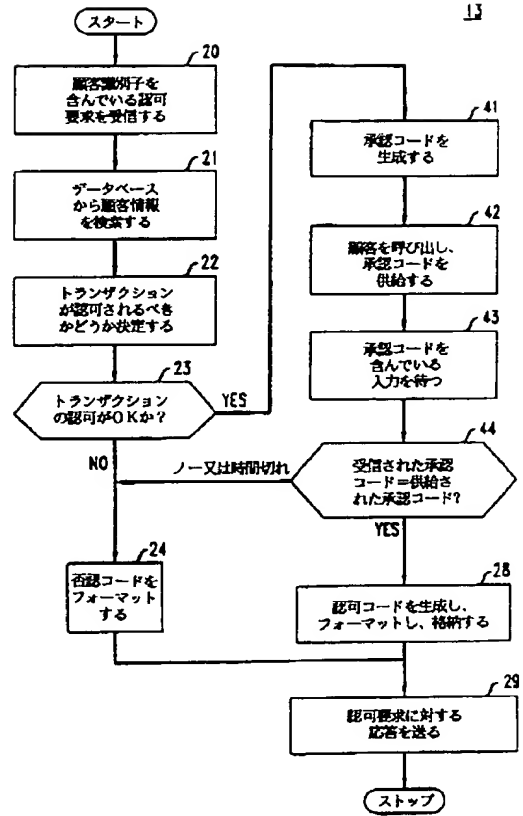 13
スタート
20
顧客識別子を
含んでいる認可
要求を受信する
21
データベース
から顧客情報
を検索する
22
トランザクション
が認可されるべき
かどうか決定する
23
トランザクション
の認可がOKか?
YES
NO
41
承認コードを
生成する
42
顧客を呼び出し、
承認コードを
供給する
43
承認コードを
含んでいる
入力を待つ
44
受信された承認
コード=供給さ
れた承認コード?
ノー又は時間切れ
YES
24
否認コードを
フォーマット
する
28
認可コードを生成し、
フォーマットし、格納する
29
認可要求に対する
応答を送る
ストップ